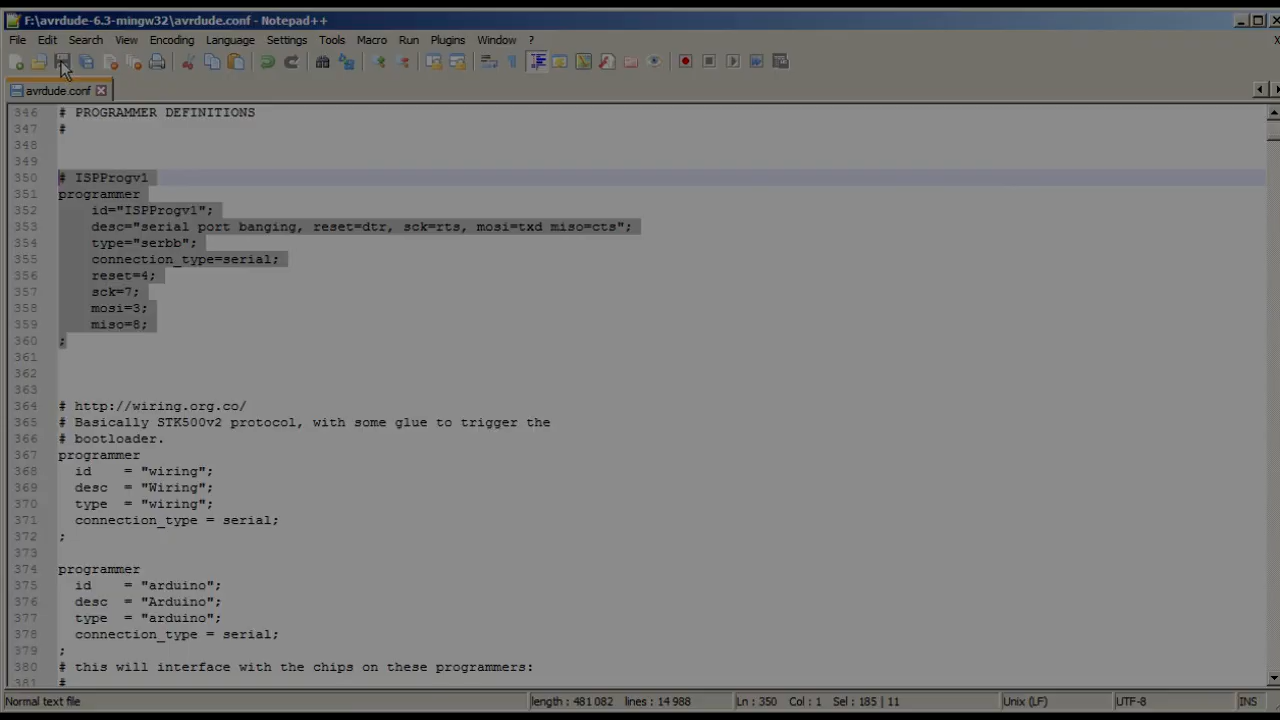 F:\avrdude-6.3-mingw32\avrdude.conf - Notepad++
File Edit Search View Encoding Language Settings Tools Macro Run Plugins Window ? X
avrdude.conf
346 # PROGRAMMER DEFINITIONS
347 #
348
349
350 # ISPProgv1
351 programmer
352     id="ISPProgv1";
353     desc="serial port banging, reset=dtr, sck=rts, mosi=txd miso=cts";
354     type="serbb";
355     connection_type=serial;
356     reset=4;
357     sck=7;
358     mosi=3;
359     miso=8;
360 ;
361
362
363
364 # http://wiring.org.co/
365 # Basically STK500v2 protocol, with some glue to trigger the
366 # bootloader.
367 programmer
368   id    = "wiring";
369   desc  = "Wiring";
370   type  = "wiring";
371   connection_type = serial;
372 ;
373
374 programmer
375   id    = "arduino";
376   desc  = "Arduino";
377   type  = "arduino";
378   connection_type = serial;
379 ;
380 # this will interface with the chips on these programmers:
381 #
Normal text file length : 481 082 lines : 14 988 Ln : 350 Col : 1 Sel : 185 | 11 Unix (LF) UTF-8 INS